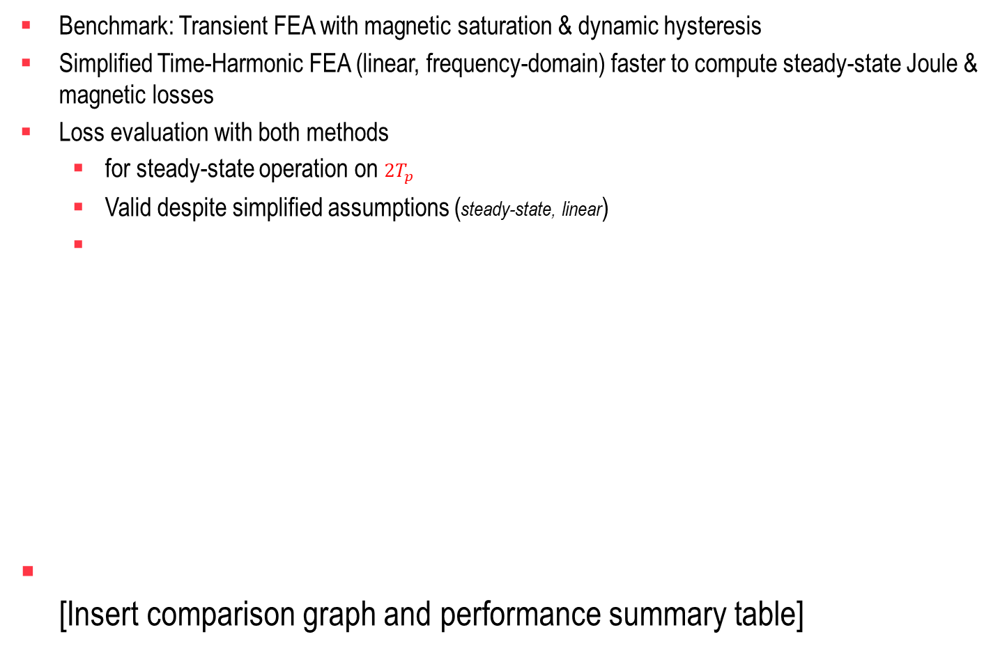 Benchmark: Transient FEA with magnetic saturation & dynamic hysteresis
Simplified Time-Harmonic FEA (linear, frequency-domain) faster to compute steady-state Joule &
magnetic losses
Loss evaluation with both methods
for steady-state operation on 2Tₚ
Valid despite simplified assumptions (steady-state, linear)
[Insert comparison graph and performance summary table]